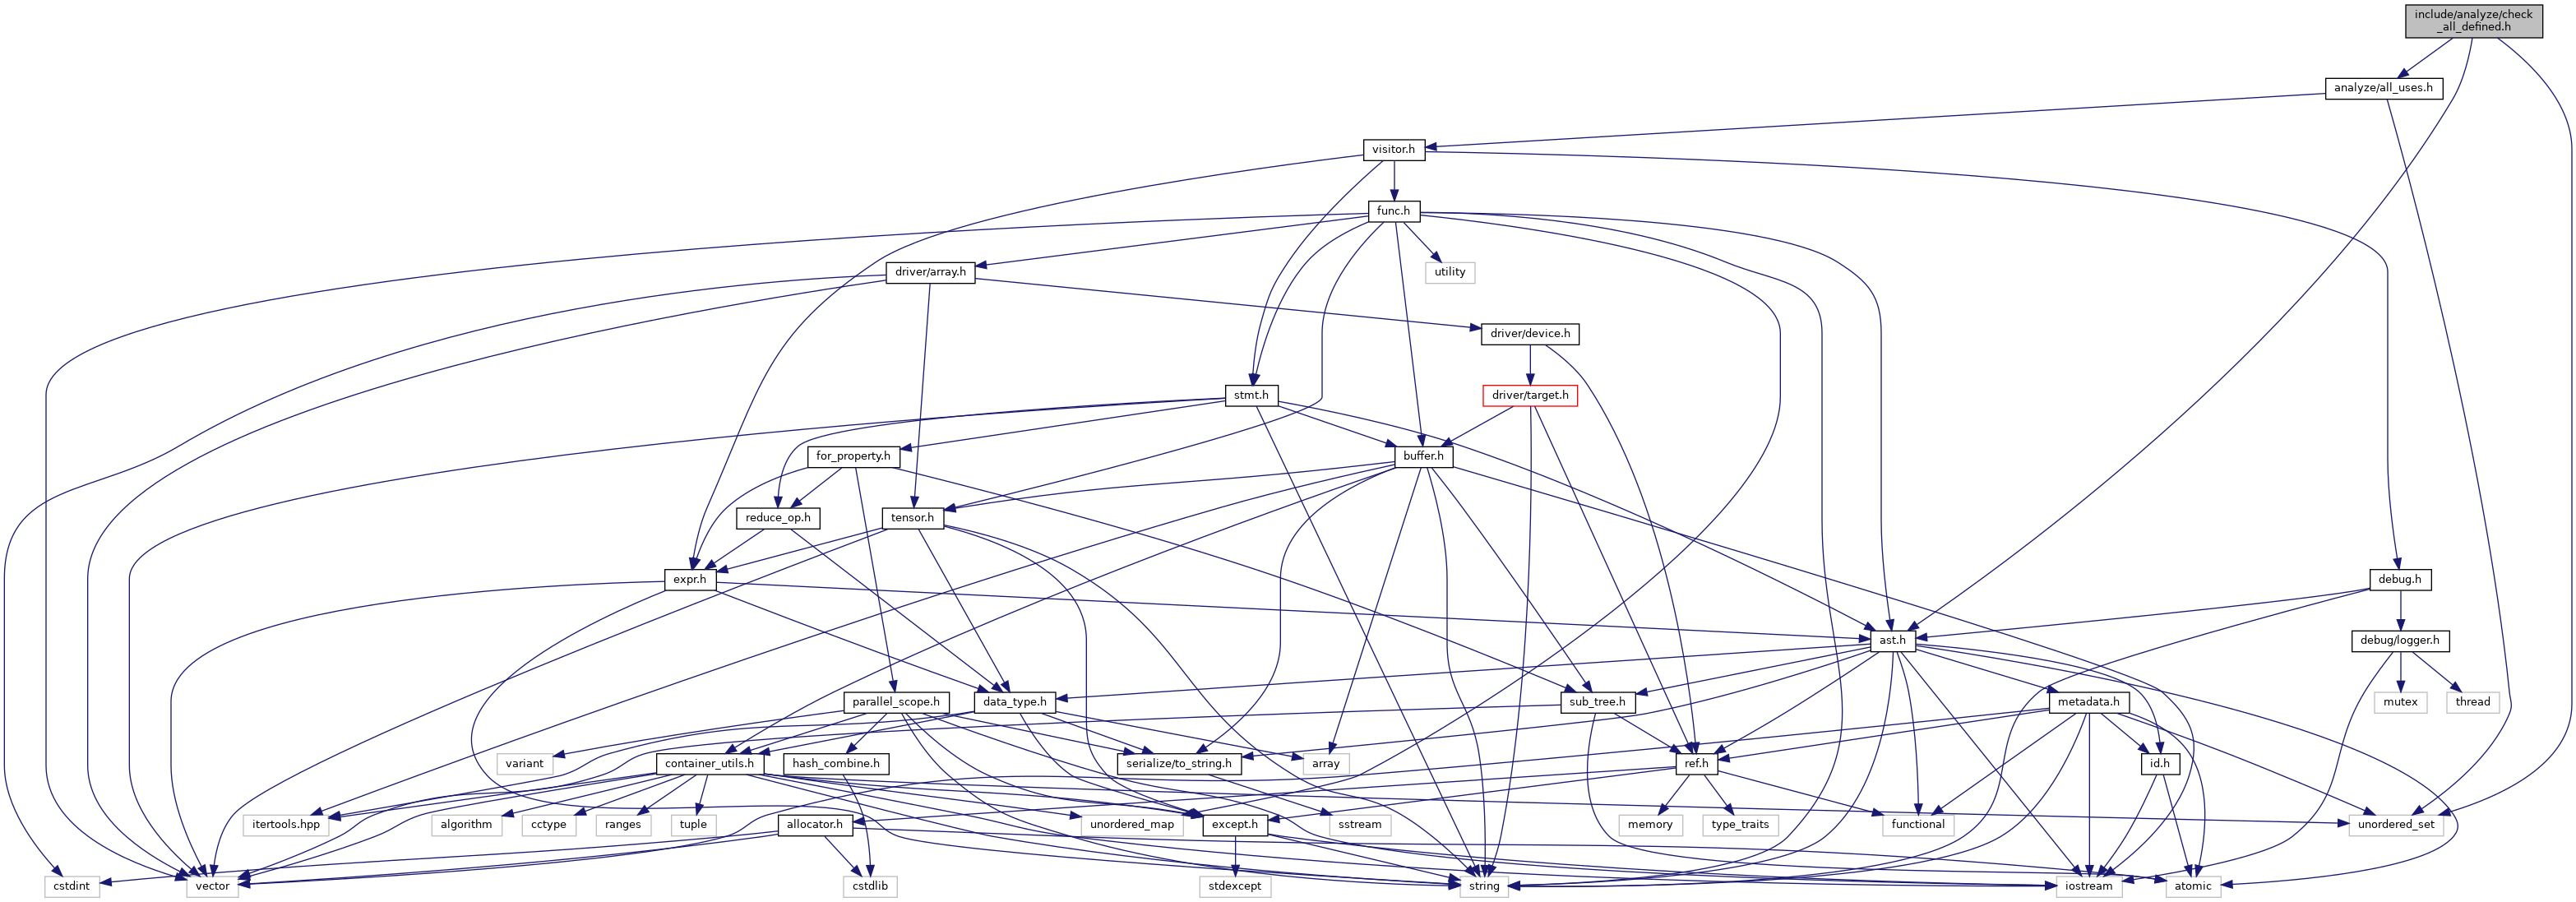 include/analyze/check
_all_defined.h
analyze/all_uses.h
visitor.h
func.h
driver/array.h
utility
driver/device.h
stmt.h
driver/target.h
for_property.h
buffer.h
reduce_op.h
tensor.h
expr.h
debug.h
ast.h
debug/logger.h
parallel_scope.h
data_type.h
sub_tree.h
metadata.h
mutex
thread
variant
container_utils.h
hash_combine.h
serialize/to_string.h
array
ref.h
id.h
itertools.hpp
algorithm
cctype
ranges
tuple
allocator.h
unordered_map
except.h
sstream
memory
type_traits
functional
unordered_set
cstdint
vector
cstdlib
stdexcept
string
iostream
atomic